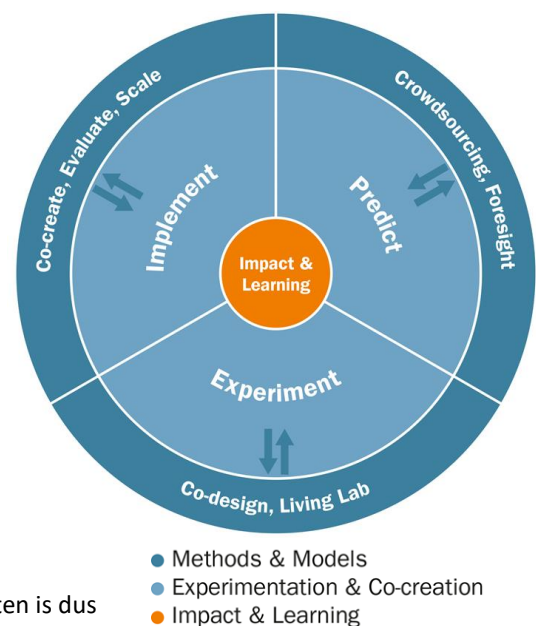 Co-create, Evaluate, Scale
Crowdsourcing, Foresight
Implement
Predict
Impact &
Learning
Experiment
Co-design, Living Lab
Methods & Models
Experimentation & Co-creation
is dus
Impact & Learning